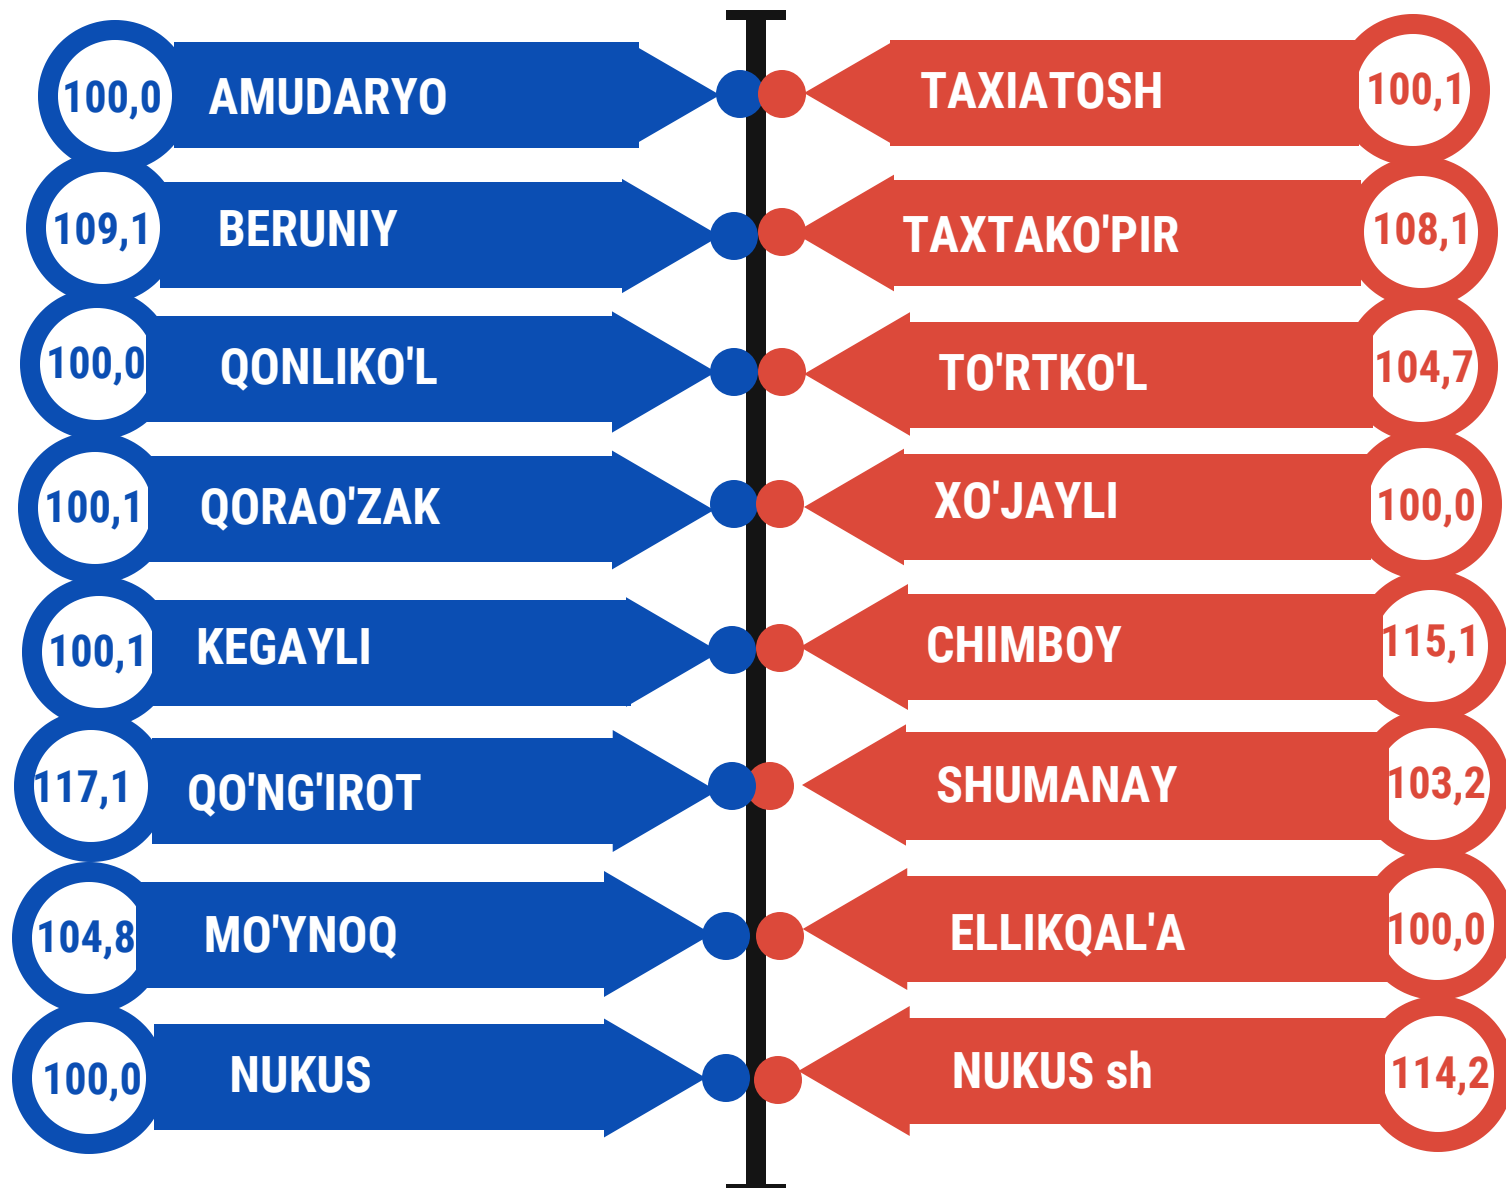 100,0 AMUDARYO
TAXIATOSH 100,1
109,1 BERUNIY
TAXTAKO'PIR 108,1
100,0 QONLIKO'L
TO'RTKO'L 104,7
100,1 QORAO'ZAK
XO'JAYLI 100,0
100,1 KEGAYLI
CHIMBOY 115,1
117,1 QO'NG'IROT
SHUMANAY 103,2
104,8 MO'YNOQ
ELLIKQAL'A 100,0
100,0 NUKUS
NUKUS sh 114,2